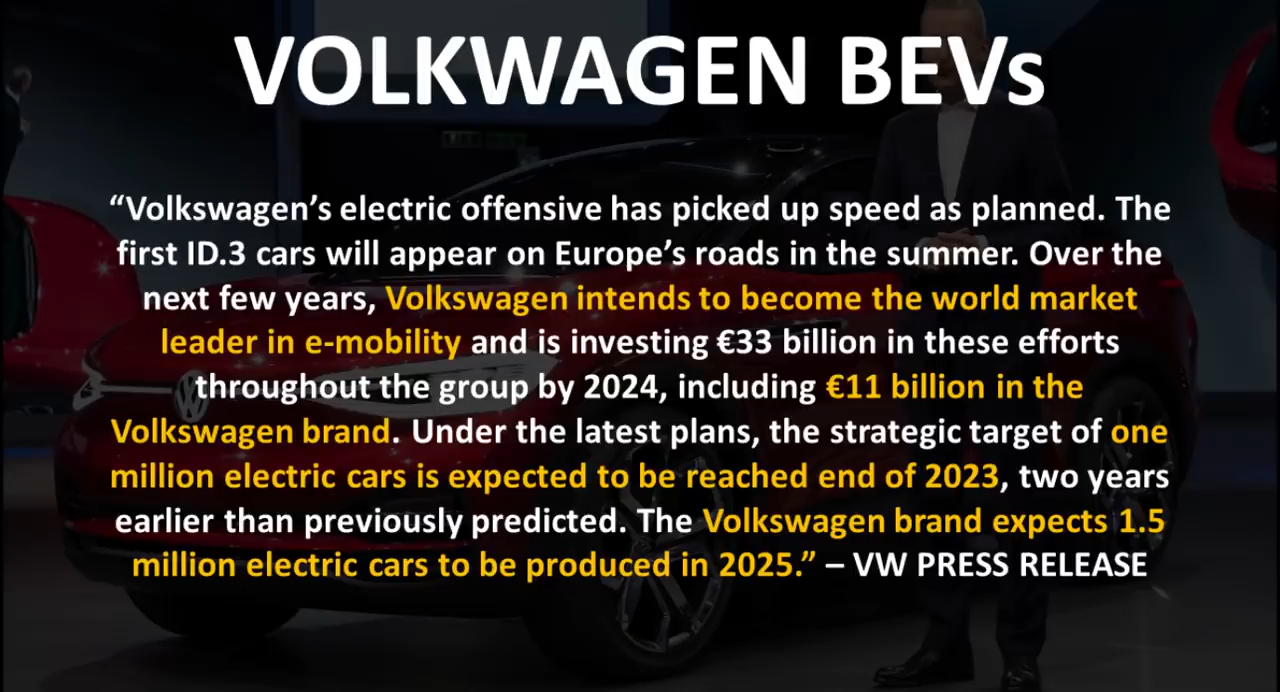 VOLKWAGEN BEVs
“Volkswagen’s electric offensive has picked up speed as planned. The
first ID.3 cars will appear on Europe’s roads in the summer. Over the
next few years, Volkswagen intends to become the world market
leader in e-mobility and is investing €33 billion in these efforts
throughout the group by 2024, including €11 billion in the
Volkswagen brand. Under the latest plans, the strategic target of one
million electric cars is expected to be reached end of 2023, two years
earlier than previously predicted. The Volkswagen brand expects 1.5
million electric cars to be produced in 2025.” – VW PRESS RELEASE